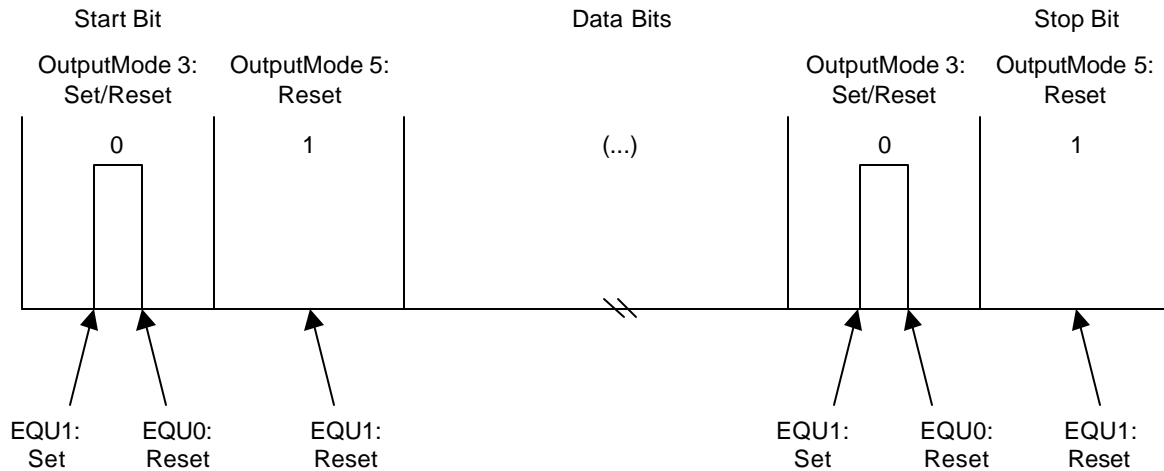 Start Bit
Data Bits
Stop Bit
OutputMode 3:
Set/Reset
OutputMode 5:
Reset
OutputMode 3:
Set/Reset
OutputMode 5:
Reset
0
1
(...)
0
1
EQU1:
Set
EQU0:
Reset
EQU1:
Reset
EQU1:
Set
EQU0:
Reset
EQU1:
Reset